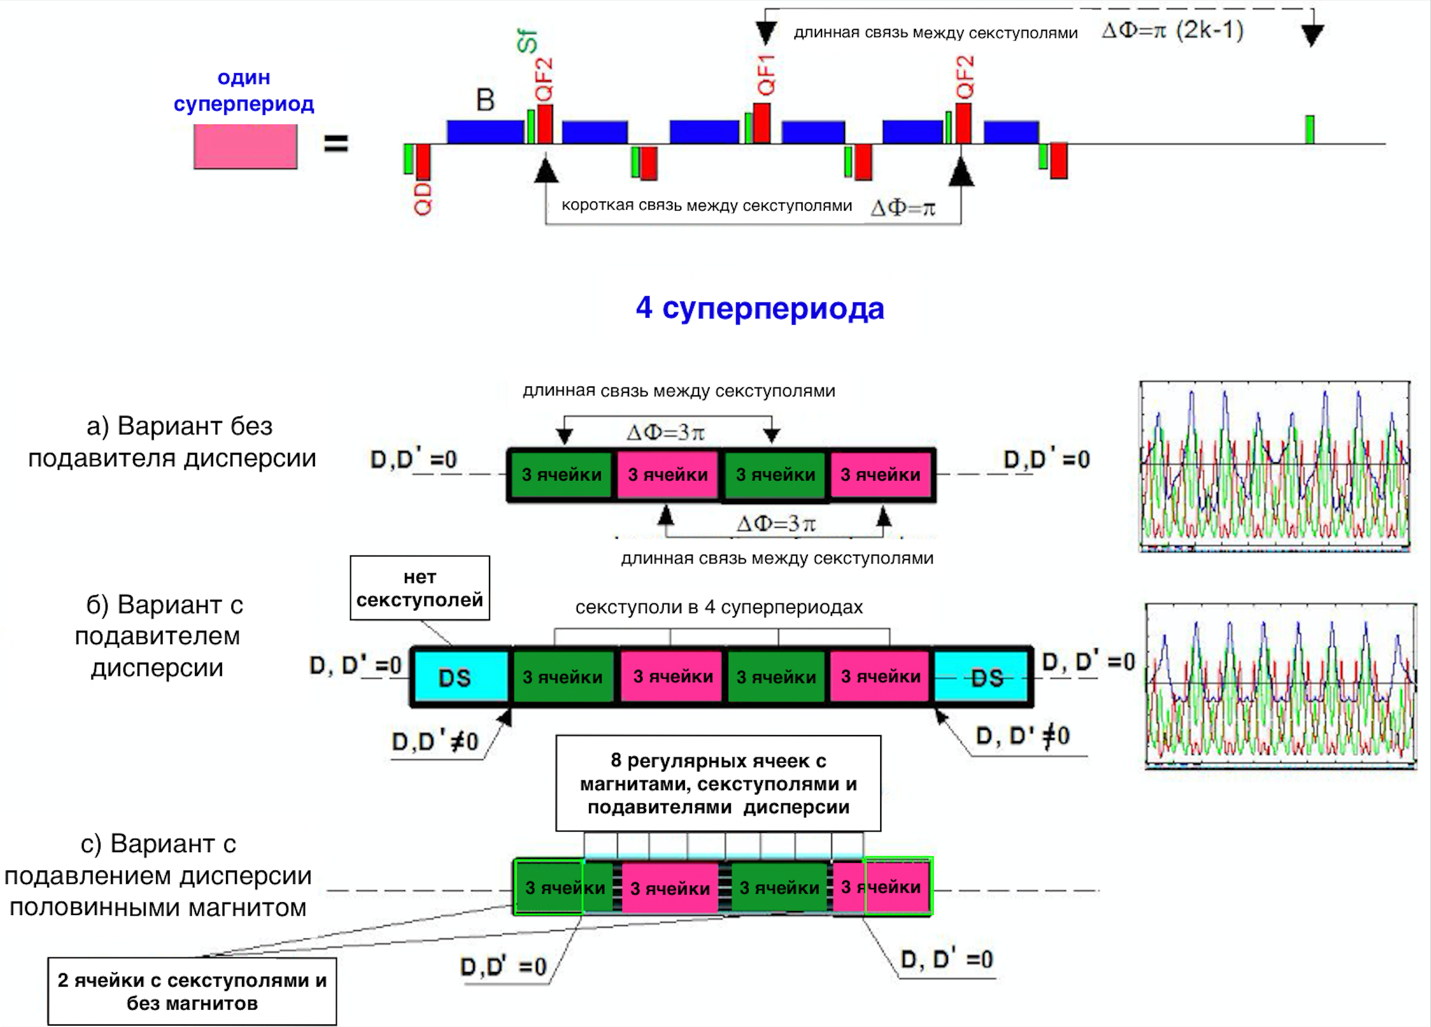 длинная связь между секступолями ΔΦ=π (2k-1)
один
суперпериод
=
B
Sf
QF2
QF1
QF2
QD
короткая связь между секступолями ΔΦ=π
4 суперпериода
а) Вариант без
подавителя дисперсии
длинная связь между секступолями
ΔΦ=3π
D,D' =0
3 ячейки
3 ячейки
3 ячейки
3 ячейки
D,D' =0
ΔΦ=3π
длинная связь между секступолями
б) Вариант с
подавителем
дисперсии
нет
секступолей
секступоли в 4 суперпериодах
D, D' =0
DS
3 ячейки
3 ячейки
3 ячейки
3 ячейки
DS
D, D' =0
D,D' ≠0
D, D' ≠0
8 регулярных ячеек с
магнитами, секступолями и
подавителями дисперсии
с) Вариант с
подавлением дисперсии
половинными магнитом
3 ячейки
3 ячейки
3 ячейки
3 ячейки
D,D' =0
D, D' =0
2 ячейки с секступолями и
без магнитов